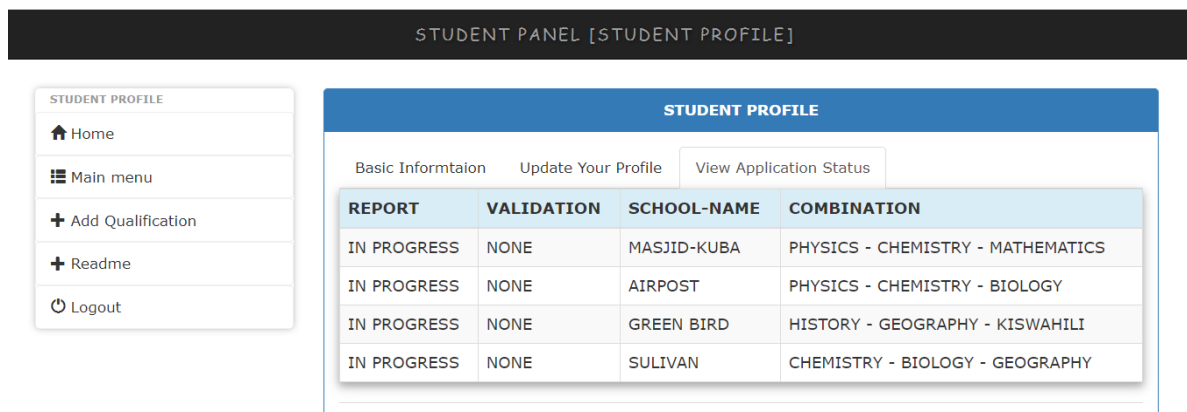 STUDENT PANEL [STUDENT PROFILE]
STUDENT PROFILE
Home
Main menu
Add Qualification
Readme
Logout
STUDENT PROFILE
Basic Informtaion Update Your Profile View Application Status
REPORT VALIDATION SCHOOL-NAME COMBINATION
IN PROGRESS NONE MASJID-KUBA PHYSICS - CHEMISTRY - MATHEMATICS
IN PROGRESS NONE AIRPOST PHYSICS - CHEMISTRY - BIOLOGY
IN PROGRESS NONE GREEN BIRD HISTORY - GEOGRAPHY - KISWAHILI
IN PROGRESS NONE SULIVAN CHEMISTRY - BIOLOGY - GEOGRAPHY